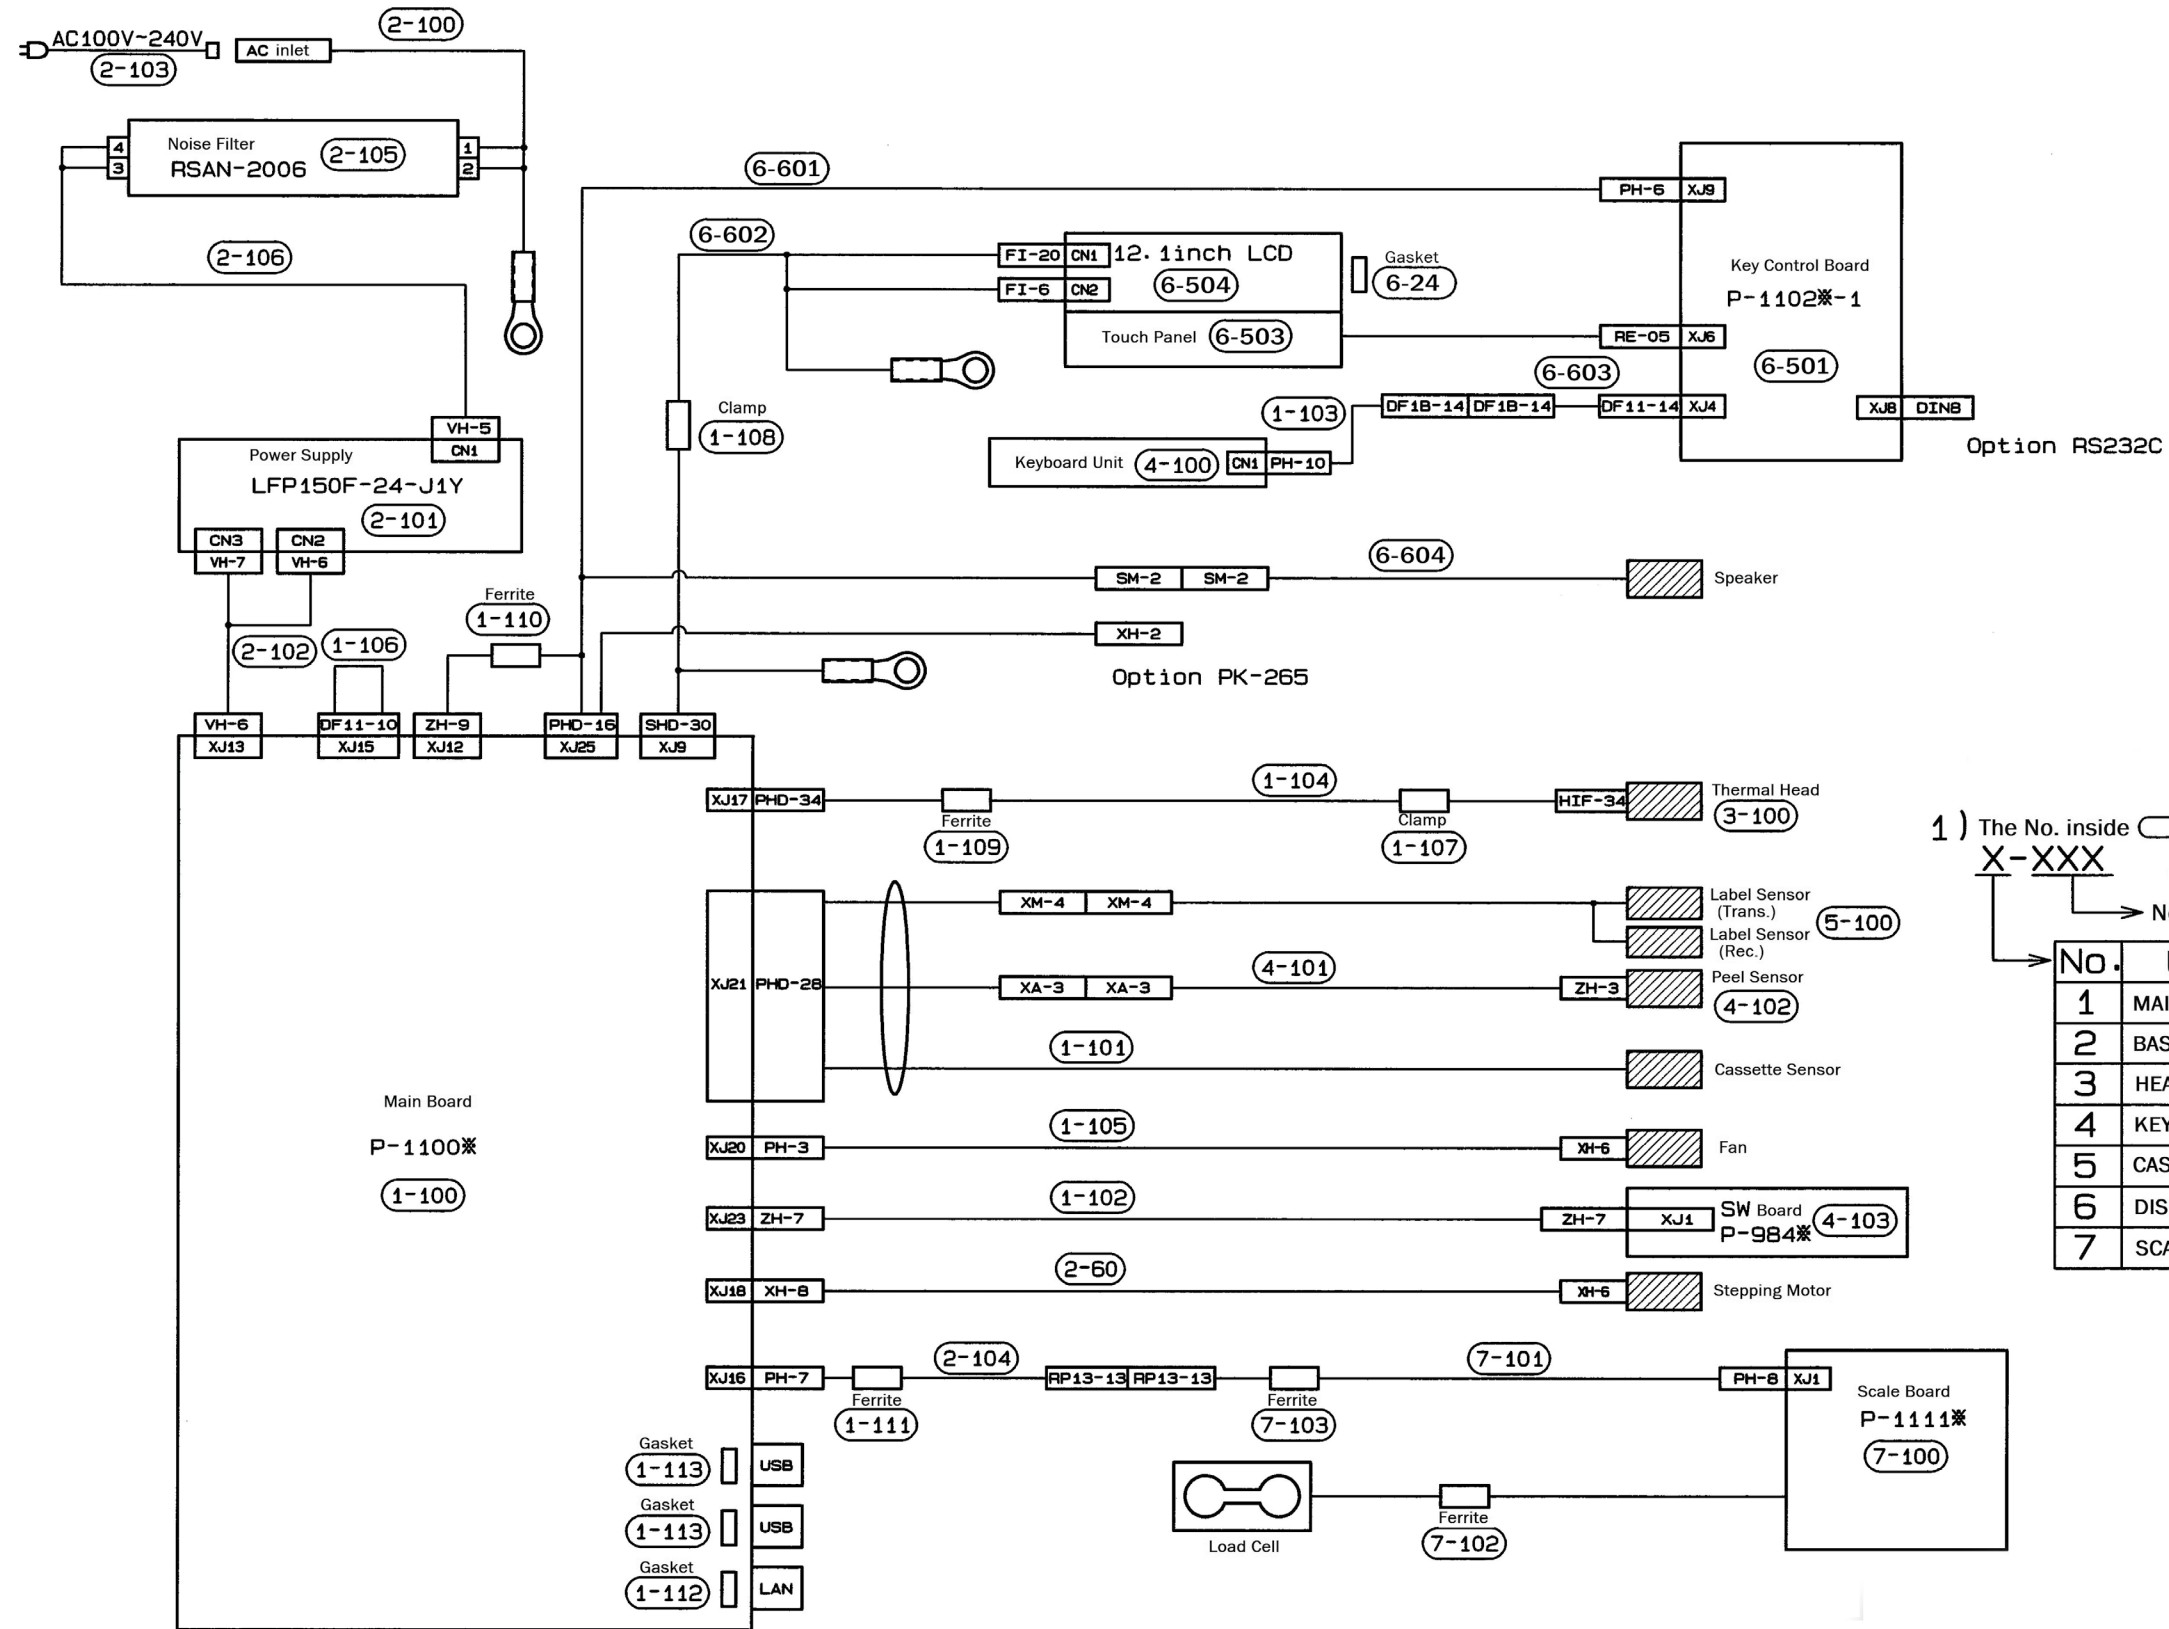 2-100
AC100V~240V
AC inlet
2-103
Noise Filter
RSAN-2006
2-105
4
3
1
2
2-106
VH-5
CN1
Power Supply
LFP150F-24-J1Y
2-101
CN3
VH-7
CN2
VH-6
2-102
1-106
Ferrite
1-110
6-601
6-602
Clamp
1-108
FI-20
CN1
FI-6
CN2
12.1inch LCD
6-504
Touch Panel
6-503
Gasket
6-24
PH-6
XJ9
Key Control Board
P-1102※-1
6-501
RE-05
XJ6
6-603
1-103
DF1B-14
DF1B-14
DF11-14
XJ4
XJ8
DIN8
Option RS232C
Keyboard Unit
4-100
CN1
PH-10
6-604
SM-2
SM-2
Speaker
XH-2
Option PK-265
VH-6
XJ13
DF11-10
XJ15
ZH-9
XJ12
PHD-16
XJ25
SHD-30
XJ9
Main Board
P-1100※
1-100
XJ17
PHD-34
Ferrite
1-109
1-104
Clamp
1-107
HIF-34
Thermal Head
3-100
XJ21
PHD-28
XM-4
XM-4
Label Sensor
(Trans.)
Label Sensor
(Rec.)
5-100
XA-3
XA-3
4-101
ZH-3
Peel Sensor
4-102
1-101
Cassette Sensor
XJ20
PH-3
1-105
XH-6
Fan
XJ23
ZH-7
1-102
ZH-7
XJ1
SW Board
P-984※
4-103
XJ18
XH-8
2-60
XH-6
Stepping Motor
XJ16
PH-7
Ferrite
1-111
2-104
RP13-13
RP13-13
Ferrite
7-103
7-101
PH-8
XJ1
Scale Board
P-1111※
7-100
Load Cell
Ferrite
7-102
Gasket
1-113
USB
Gasket
1-113
USB
Gasket
1-112
LAN
1) The No. inside
X-XXX
No.
1 MAI
2 BAS
3 HEA
4 KEY
5 CAS
6 DIS
7 SCA